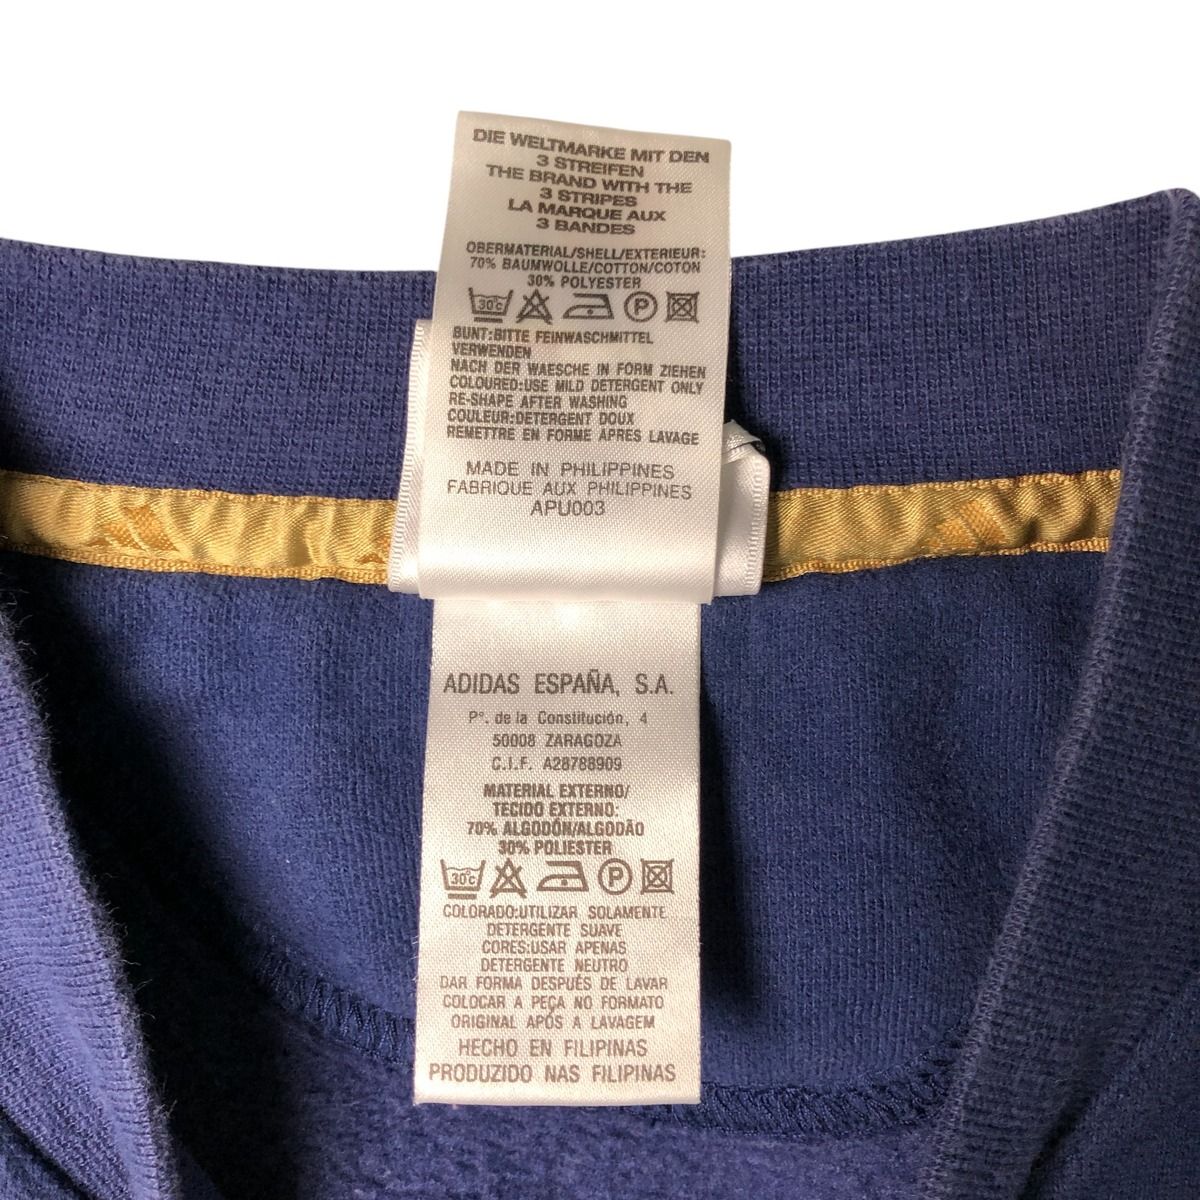 DIE WELTMARKE MIT DEN
3 STREIFEN
THE BRAND WITH THE
3 STRIPES
LA MARQUE AUX
3 BANDES
OBERMATERIAL/SHELL/EXTERIEUR:
70% BAUMWOLLE/COTTON/COTON
30% POLYESTER
30°C P
BUNT:BITTE FEINWASCHMITTEL
VERWENDEN
NACH DER WAESCHE IN FORM ZIEHEN
COLOURED:USE MILD DETERGENT ONLY
RE-SHAPE AFTER WASHING
COULEUR:DETERGENT DOUX
REMETTRE EN FORME APRES LAVAGE
MADE IN PHILIPPINES
FABRIQUE AUX PHILIPPINES
APU003
ADIDAS ESPAÑA, S.A.
Pº. de la Constitución, 4
50008 ZARAGOZA
C.I.F. A28788909
MATERIAL EXTERNO/
TECIDO EXTERNO:
70% ALGODÓN/ALGODÃO
30% POLIESTER
30°C P
COLORADO:UTILIZAR SOLAMENTE
DETERGENTE SUAVE
CORES:USAR APENAS
DETERGENTE NEUTRO
DAR FORMA DESPUÉS DE LAVAR
COLOCAR A PEÇA NO FORMATO
ORIGINAL APÓS A LAVAGEM
HECHO EN FILIPINAS
PRODUZIDO NAS FILIPINAS